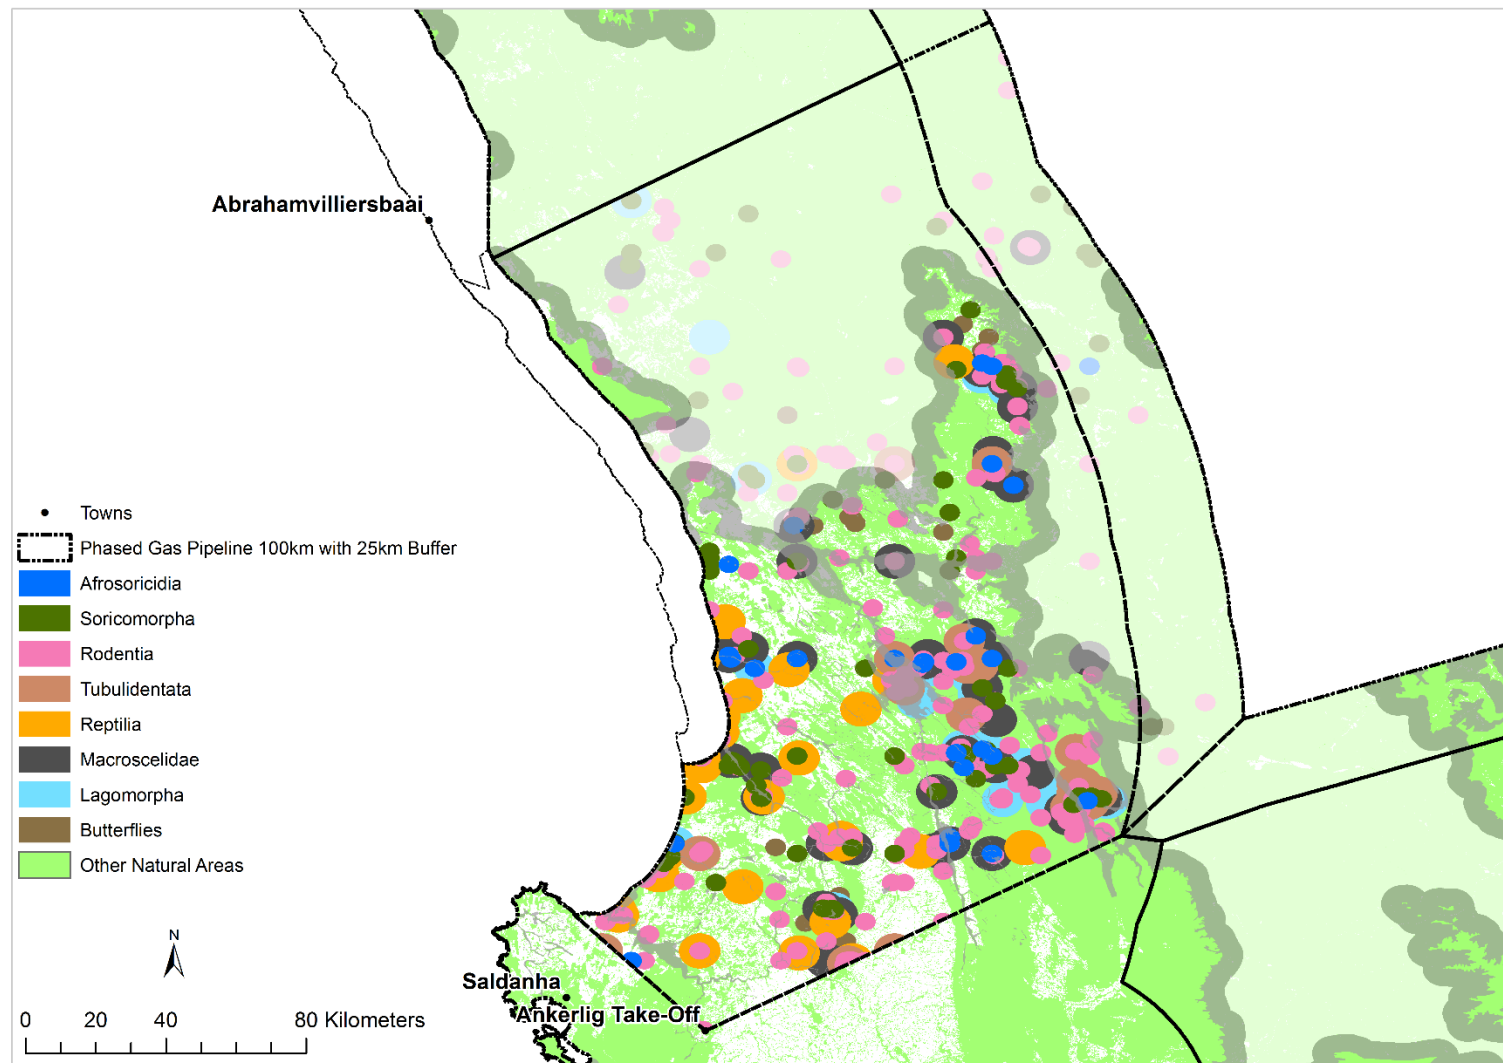 Abrahamvilliersbaai
Towns
Phased Gas Pipeline 100km with 25km Buffer
Afrosoricidia
Soricomorpha
Rodentia
Tubulidentata
Reptilia
Macroscelidae
Lagomorpha
Butterflies
Other Natural Areas
N
Saldanha
Ankerlig Take-Off
0 20 40 80 Kilometers